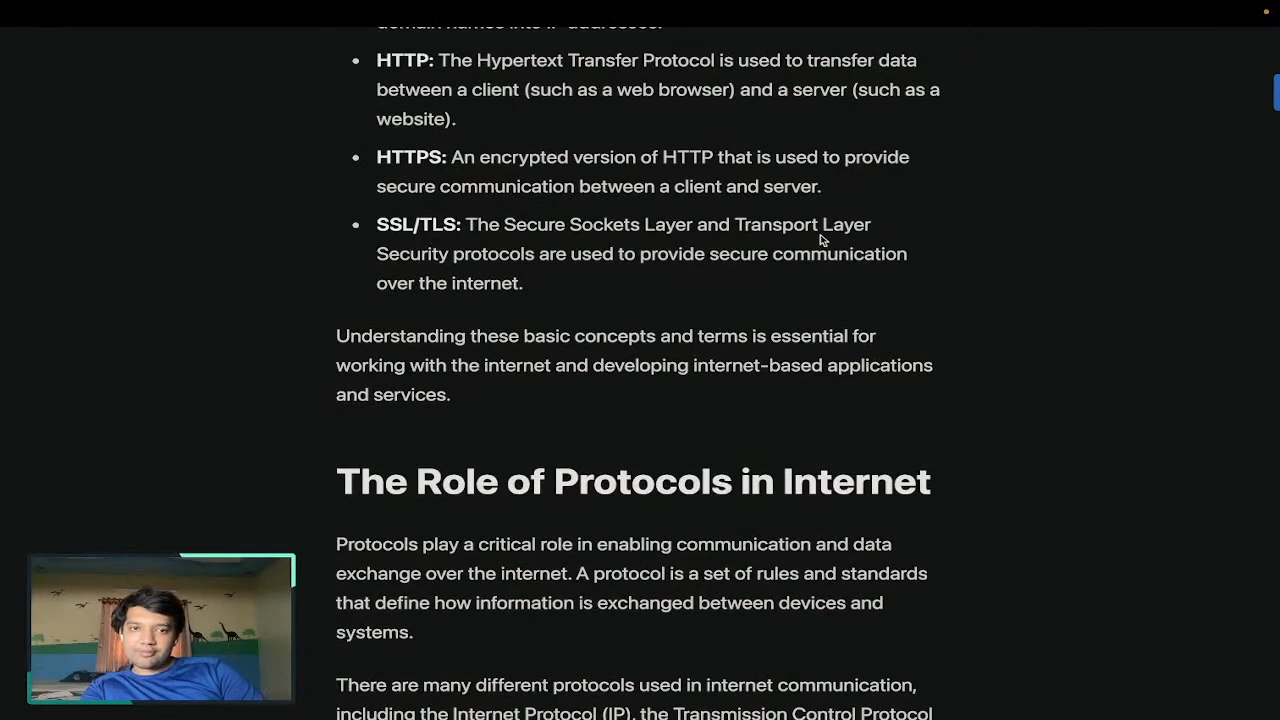 domain names into IP addresses.
• HTTP: The Hypertext Transfer Protocol is used to transfer data
between a client (such as a web browser) and a server (such as a
website).
• HTTPS: An encrypted version of HTTP that is used to provide
secure communication between a client and server.
• SSL/TLS: The Secure Sockets Layer and Transport Layer
Security protocols are used to provide secure communication
over the internet.
Understanding these basic concepts and terms is essential for
working with the internet and developing internet-based applications
and services.
The Role of Protocols in Internet
Protocols play a critical role in enabling communication and data
exchange over the internet. A protocol is a set of rules and standards
that define how information is exchanged between devices and
systems.
There are many different protocols used in internet communication,
including the Internet Protocol (IP), the Transmission Control Protocol